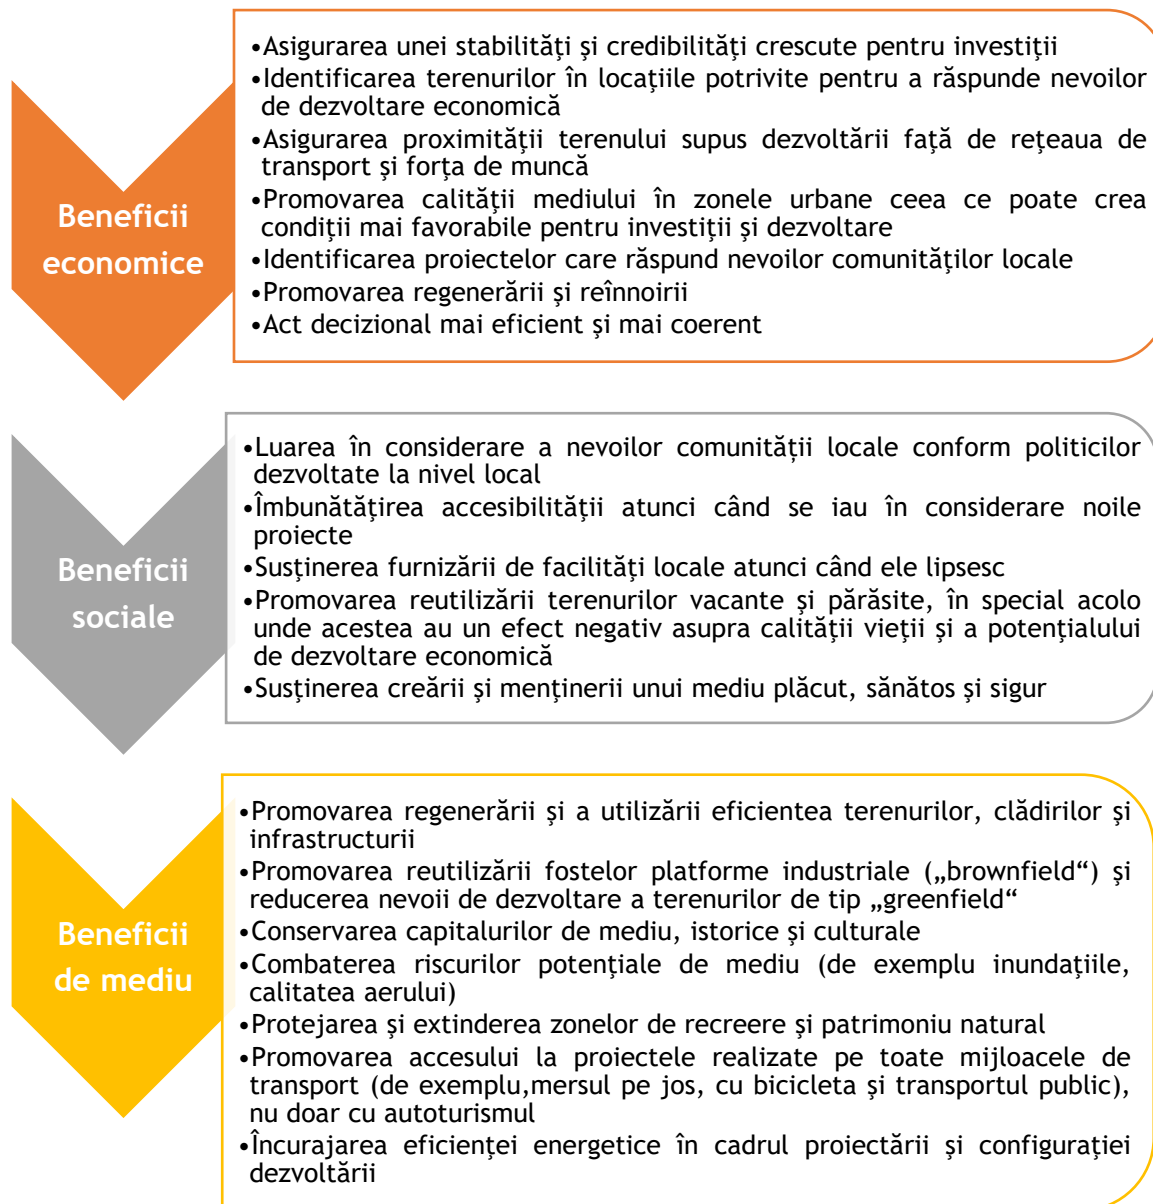 Beneficii
economice
•Asigurarea unei stabilităţi şi credibilităţi crescute pentru investiţii
•Identificarea terenurilor în locaţiile potrivite pentru a răspunde nevoilor
de dezvoltare economică
•Asigurarea proximităţii terenului supus dezvoltării faţă de reţeaua de
transport şi forţa de muncă
•Promovarea calităţii mediului în zonele urbane ceea ce poate crea
condiţii mai favorabile pentru investiţii şi dezvoltare
•Identificarea proiectelor care răspund nevoilor comunităţilor locale
•Promovarea regenerării şi reînnoirii
•Act decizional mai eficient şi mai coerent
Beneficii
sociale
•Luarea în considerare a nevoilor comunităţii locale conform politicilor
dezvoltate la nivel local
•Îmbunătăţirea accesibilităţii atunci când se iau în considerare noile
proiecte
•Susţinerea furnizării de facilităţi locale atunci când ele lipsesc
•Promovarea reutilizării terenurilor vacante şi părăsite, în special acolo
unde acestea au un efect negativ asupra calităţii vieţii şi a potenţialului
de dezvoltare economică
•Susţinerea creării şi menţinerii unui mediu plăcut, sănătos şi sigur
Beneficii
de mediu
•Promovarea regenerării şi a utilizării eficientea terenurilor, clădirilor şi
infrastructurii
•Promovarea reutilizării fostelor platforme industriale („brownfield“) şi
reducerea nevoii de dezvoltare a terenurilor de tip „greenfield“
•Conservarea capitalurilor de mediu, istorice şi culturale
•Combaterea riscurilor potenţiale de mediu (de exemplu inundaţiile,
calitatea aerului)
•Protejarea şi extinderea zonelor de recreere şi patrimoniu natural
•Promovarea accesului la proiectele realizate pe toate mijloacele de
transport (de exemplu,mersul pe jos, cu bicicleta şi transportul public),
nu doar cu autoturismul
•Încurajarea eficienţei energetice în cadrul proiectării şi configuraţiei
dezvoltării